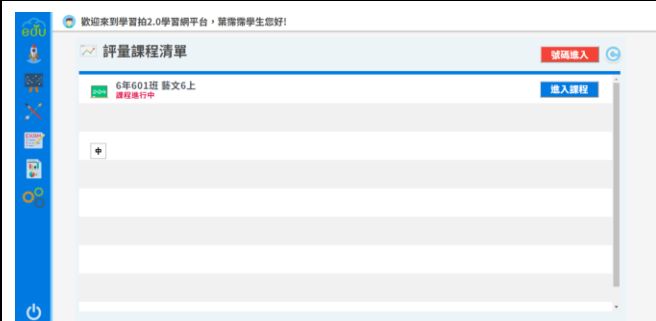 edu
歡迎來到學習拍2.0學習網平台，葉霈霈學生您好!
評量課程清單
號碼進入
6年601班 藝文6上
進入課程
課程進行中
中